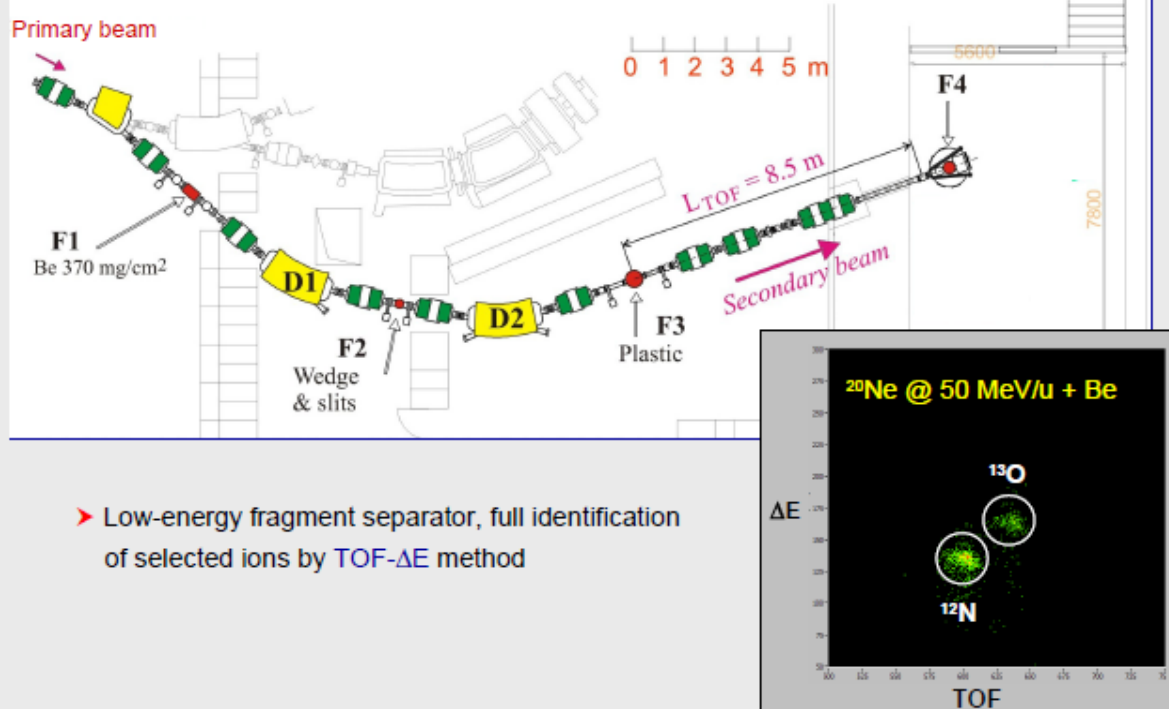 Primary beam
0 1 2 3 4 5 m
5600
F4
L_TOF = 8.5 m
7800
F1
Be 370 mg/cm²
D1
Secondary beam
D2
F3
Plastic
F2
Wedge
& slits
➤ Low-energy fragment separator, full identification
of selected ions by TOF-ΔE method
²⁰Ne @ 50 MeV/u + Be
¹³O
ΔE
¹²N
TOF